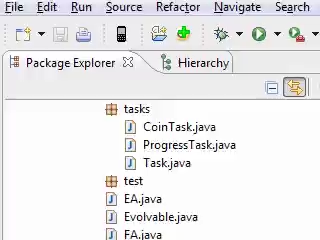 File Edit Run Source Refactor Navigate Search
Package Explorer Hierarchy
tasks
CoinTask.java
ProgressTask.java
Task.java
test
EA.java
Evolvable.java
FA.java